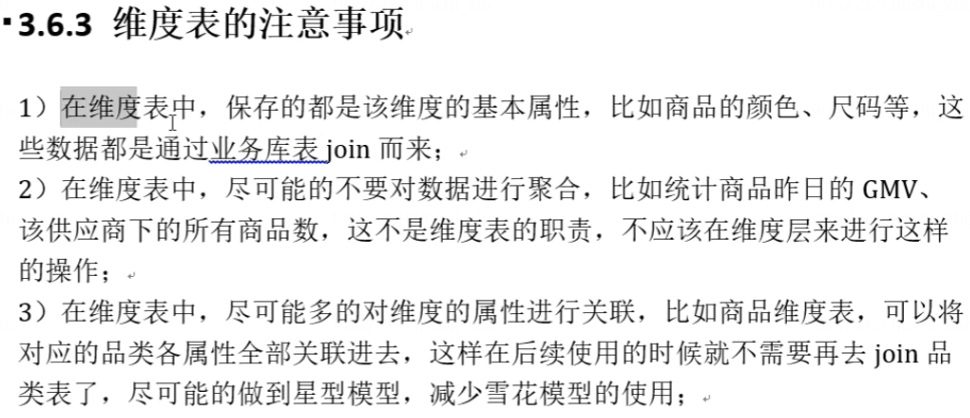 3.6.3 维度表的注意事项
1）在维度表中，保存的都是该维度的基本属性，比如商品的颜色、尺码等，这
些数据都是通过业务库表 join 而来；
2）在维度表中，尽可能的不要对数据进行聚合，比如统计商品昨日的 GMV、
该供应商下的所有商品数，这不是维度表的职责，不应该在维度层来进行这样
的操作；
3）在维度表中，尽可能多的对维度的属性进行关联，比如商品维度表，可以将
对应的品类各属性全部关联进去，这样在后续使用的时候就不需要再去 join 品
类表了，尽可能的做到星型模型，减少雪花模型的使用；